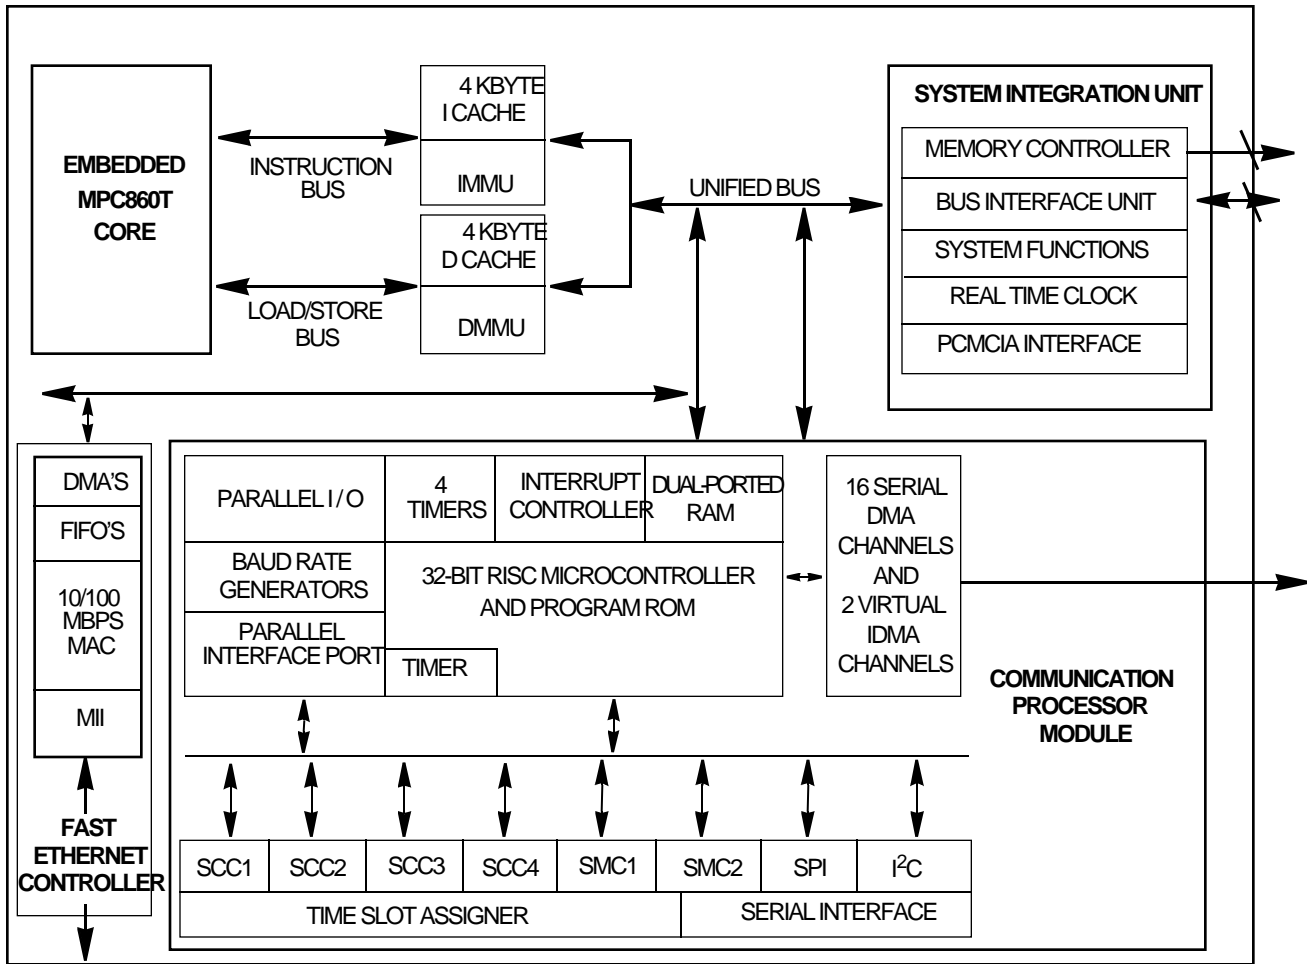 EMBEDDED
MPC860T
CORE
INSTRUCTION
BUS
LOAD/STORE
BUS
4 KBYTE
I CACHE
IMMU
4 KBYTE
D CACHE
DMMU
UNIFIED BUS
SYSTEM INTEGRATION UNIT
MEMORY CONTROLLER
BUS INTERFACE UNIT
SYSTEM FUNCTIONS
REAL TIME CLOCK
PCMCIA INTERFACE
DMA'S
FIFO'S
10/100
MBPS
MAC
MII
FAST
ETHERNET
CONTROLLER
PARALLEL I / O
4
TIMERS
INTERRUPT
CONTROLLER
DUAL-PORTED
RAM
BAUD RATE
GENERATORS
PARALLEL
INTERFACE PORT
TIMER
32-BIT RISC MICROCONTROLLER
AND PROGRAM ROM
16 SERIAL
DMA
CHANNELS
AND
2 VIRTUAL
IDMA
CHANNELS
COMMUNICATION
PROCESSOR
MODULE
SCC1
SCC2
SCC3
SCC4
SMC1
SMC2
SPI
I²C
TIME SLOT ASSIGNER
SERIAL INTERFACE